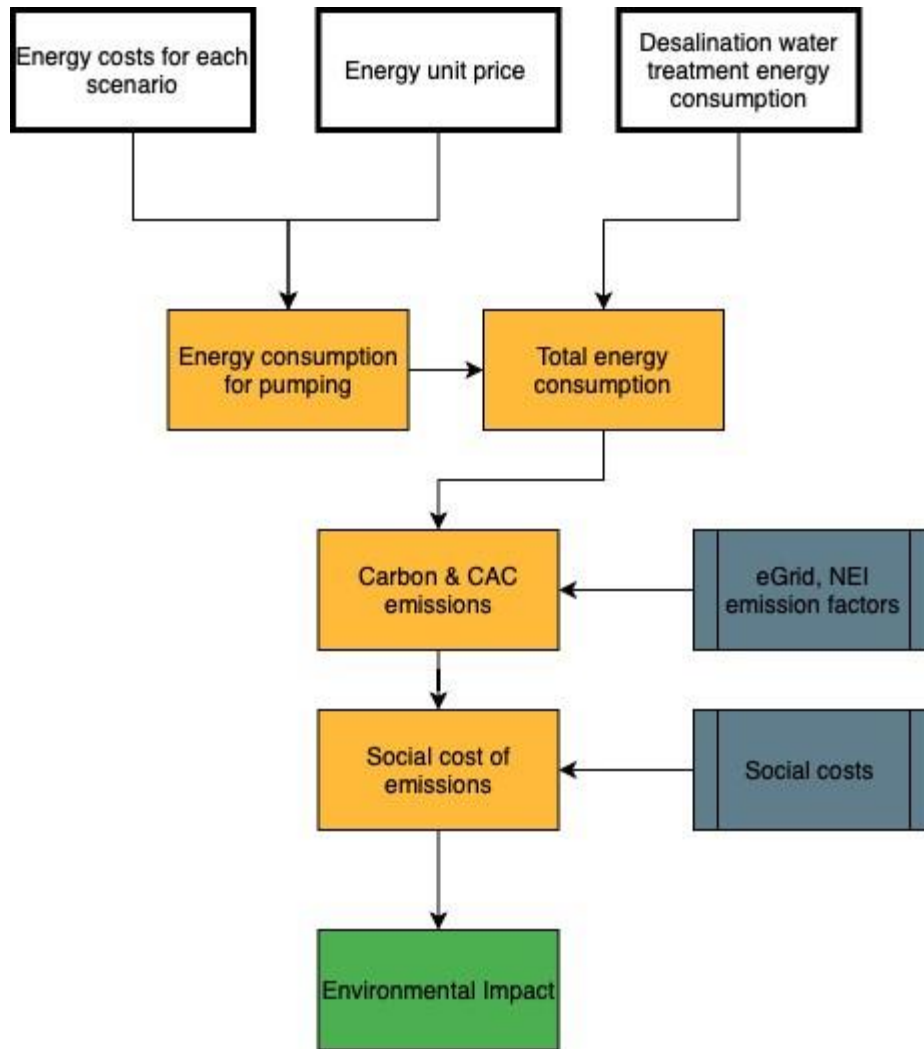 Energy costs for each
scenario
Energy unit price
Desalination water
treatment energy
consumption
Energy consumption
for pumping
Total energy
consumption
Carbon & CAC
emissions
eGrid, NEI
emission factors
Social cost of
emissions
Social costs
Environmental Impact